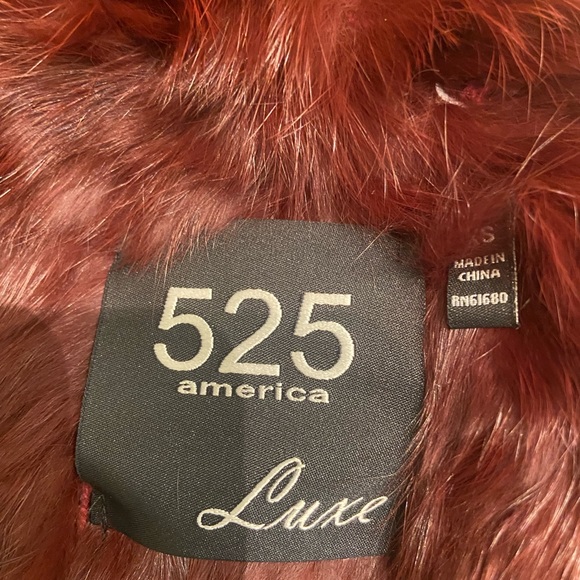 525
america
Luxe
S
MADE IN
CHINA
RN61680